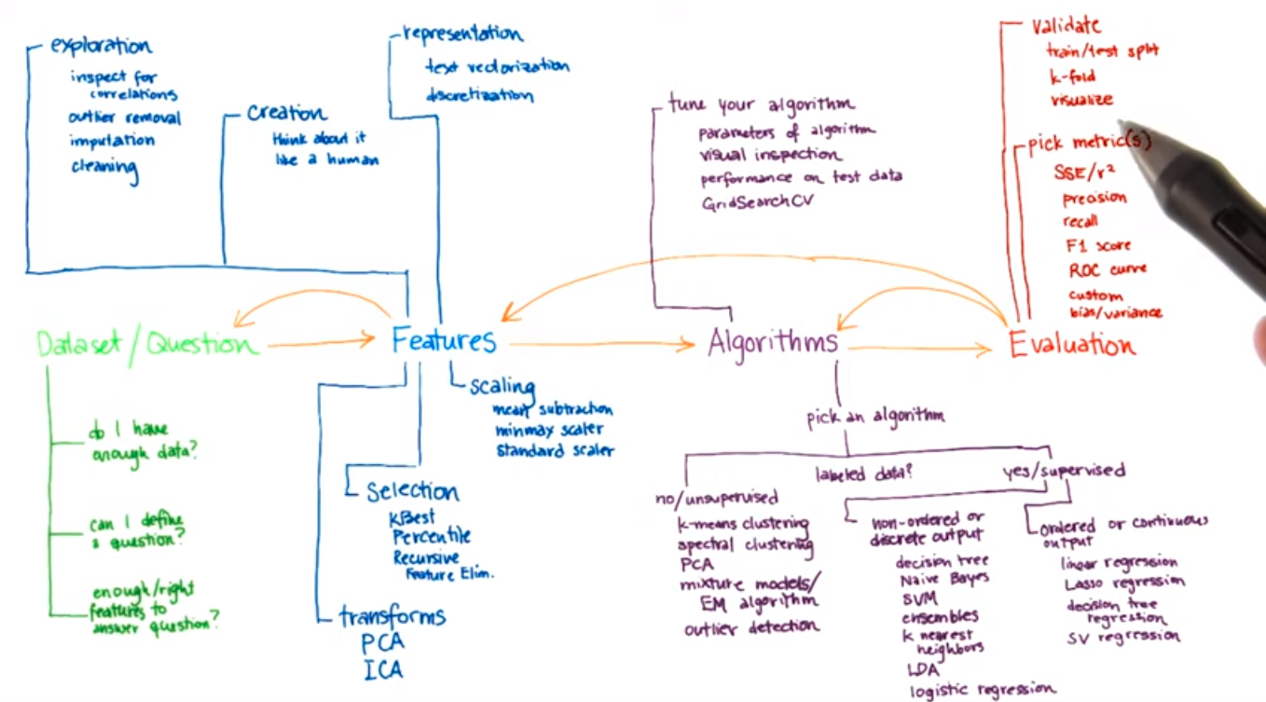 exploration
inspect for
correlations
outlier removal
imputation
cleaning
creation
think about it
like a human
representation
text vectorization
discretization
tune your algorithm
parameters of algorithm
visual inspection
performance on test data
GridSearchCV
validate
train/test split
k-fold
visualize
pick metric(s)
SSE/r²
precision
recall
F1 score
ROC curve
custom
bias/variance
Dataset/Question
Features
Algorithms
Evaluation
do I have
enough data?
can I define
a question?
enough/right
features to
answer question?
scaling
mean subtraction
minmax scaler
standard scaler
selection
KBest
Percentile
Recursive
Feature Elim.
transforms
PCA
ICA
pick an algorithm
labeled data?
no/unsupervised
k-means clustering
spectral clustering
PCA
mixture models/
EM algorithm
outlier detection
yes/supervised
non-ordered or
discrete output
decision tree
Naive Bayes
SVM
ensembles
k nearest
neighbors
LDA
logistic regression
ordered or continuous
output
linear regression
Lasso regression
decision tree
regression
SV regression